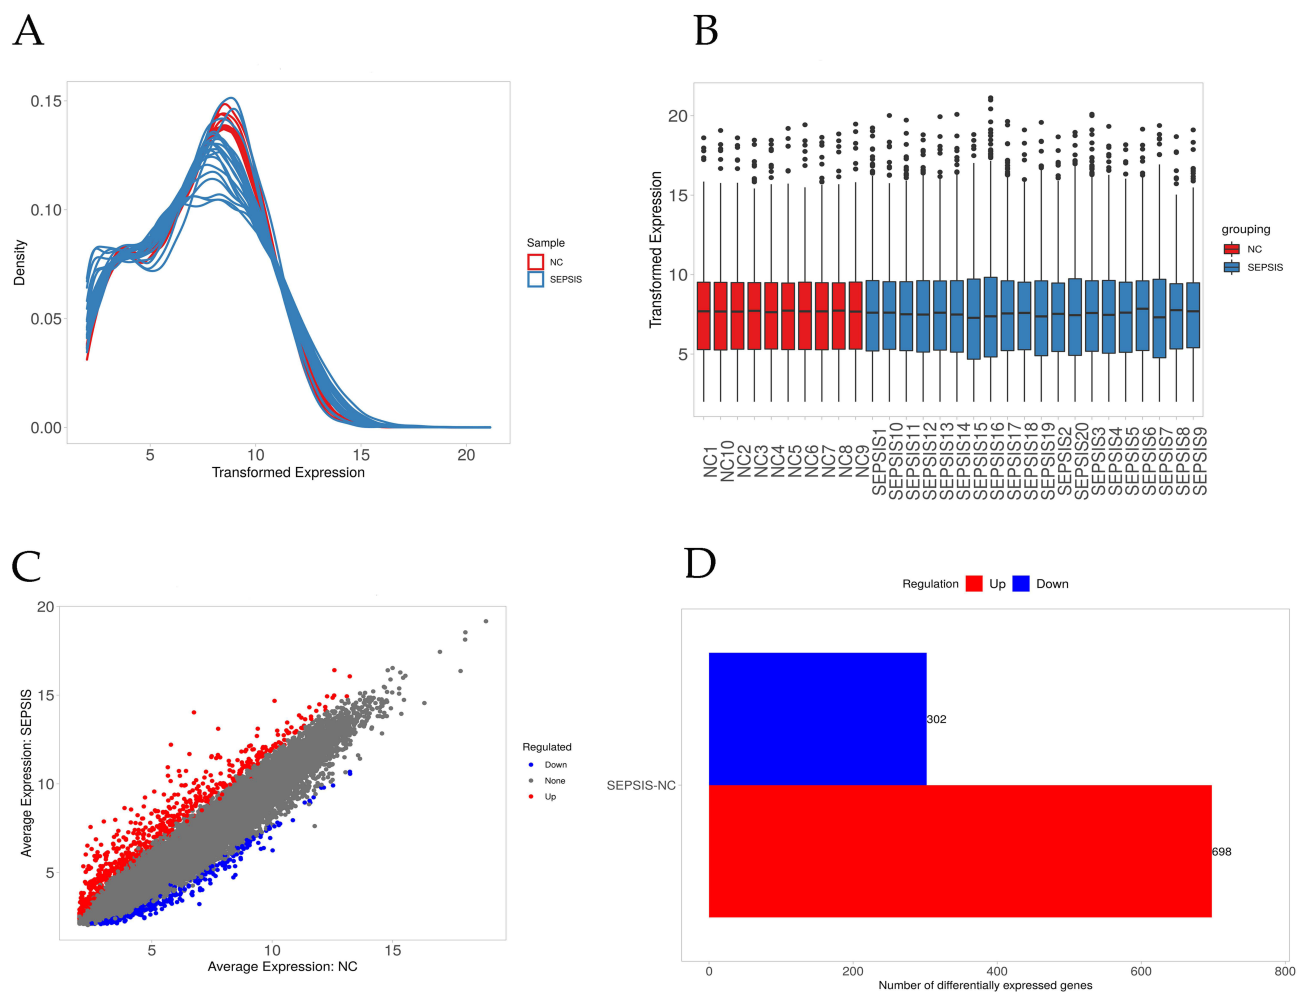 A
0.15
0.10
0.05
0.00
Density
5
10
15
20
Transformed Expression
Sample
NC
SEPSIS
B
20
15
10
5
Transformed Expression
NC1
NC10
NC2
NC3
NC4
NC5
NC6
NC7
NC8
NC9
SEPSIS1
SEPSIS10
SEPSIS11
SEPSIS12
SEPSIS13
SEPSIS14
SEPSIS15
SEPSIS16
SEPSIS17
SEPSIS18
SEPSIS19
SEPSIS2
SEPSIS20
SEPSIS3
SEPSIS4
SEPSIS5
SEPSIS6
SEPSIS7
SEPSIS8
SEPSIS9
grouping
NC
SEPSIS
C
20
15
10
5
Average Expression: SEPSIS
5
10
15
Average Expression: NC
Regulated
Down
None
Up
D
Regulation Up Down
302
SEPSIS-NC
698
0
200
400
600
800
Number of differentially expressed genes